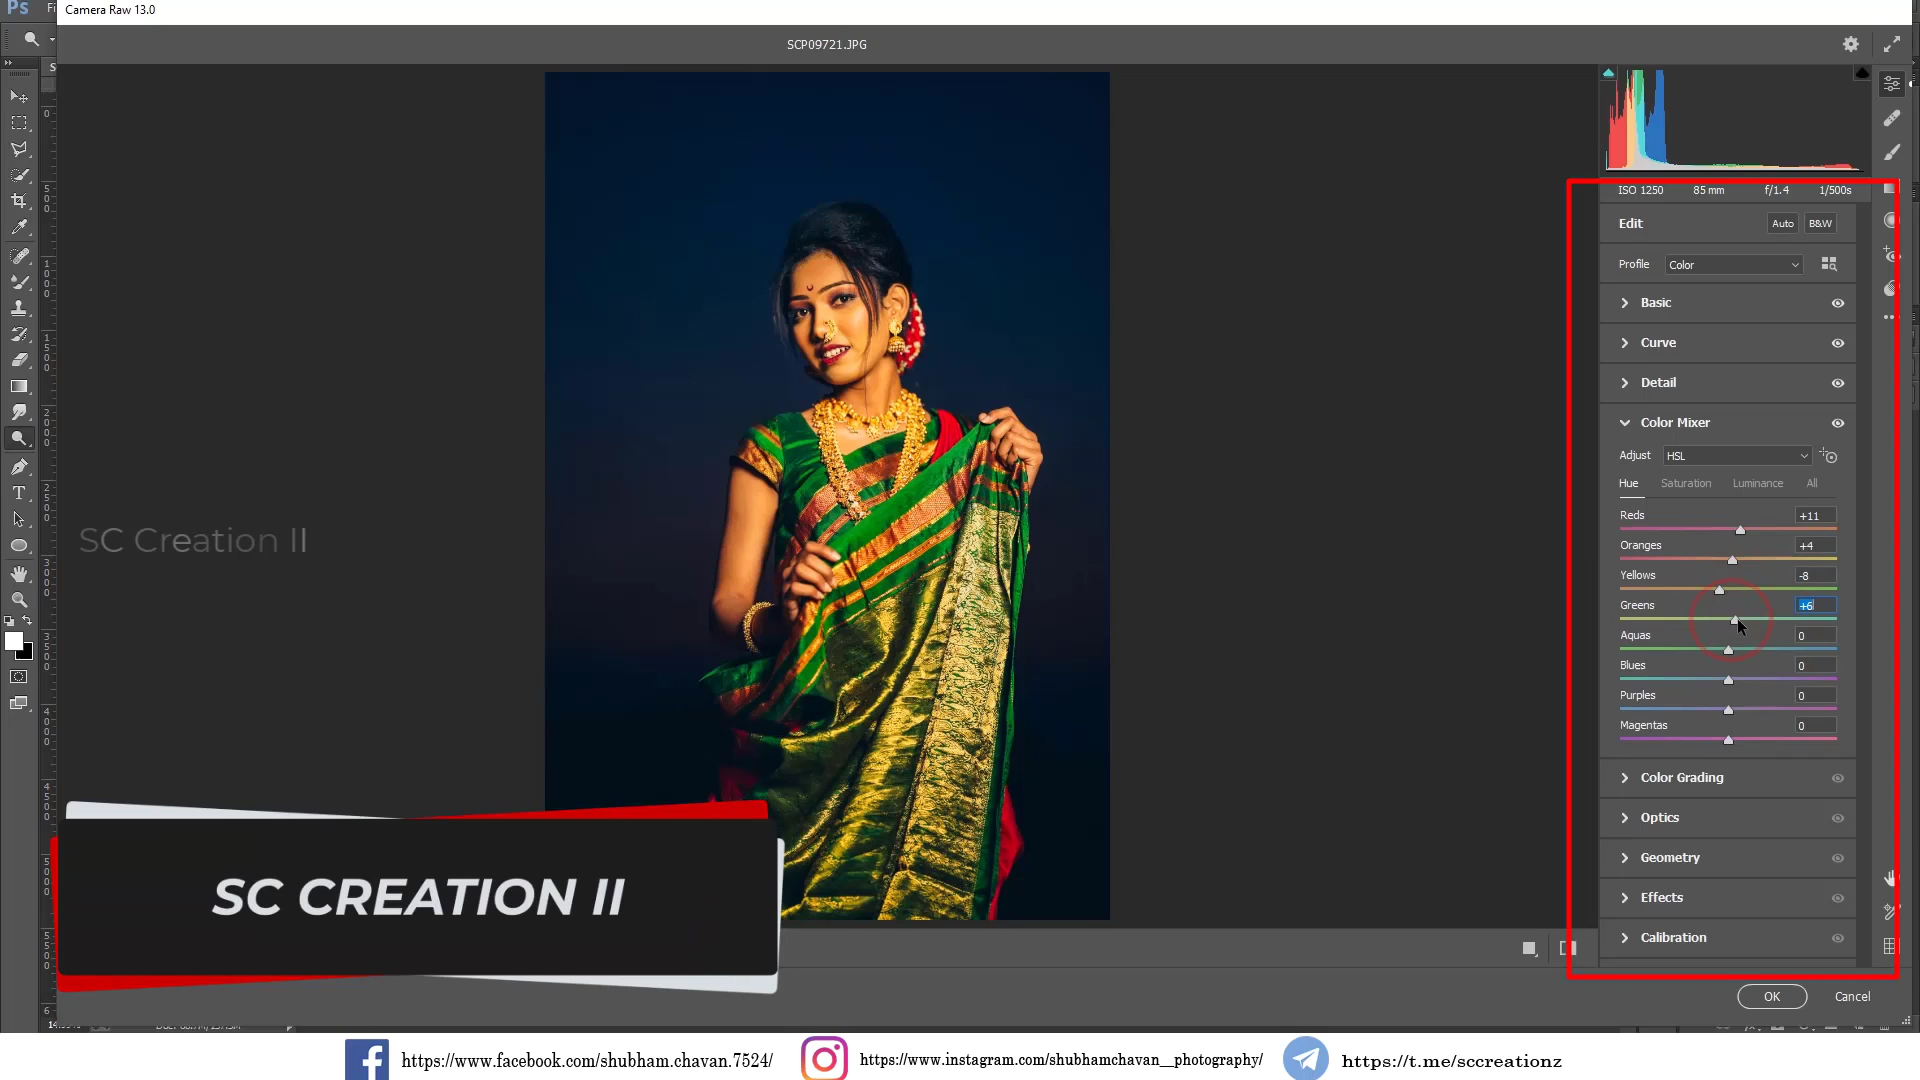 Ps Fi
Camera Raw 13.0
SCP09721.JPG
ISO 1250 85 mm f/1.4 1/500s
Edit Auto B&W
Profile Color
Basic
Curve
Detail
Color Mixer
Adjust HSL
Hue Saturation Luminance All
Reds +11
Oranges +4
Yellows -8
Greens +6
Aquas 0
Blues 0
Purples 0
Magentas 0
Color Grading
Optics
Geometry
Effects
Calibration
OK Cancel
SC Creation II
SC CREATION II
https://www.facebook.com/shubham.chavan.7524/
https://www.instagram.com/shubhamchavan__photography/
https://t.me/sccreationz